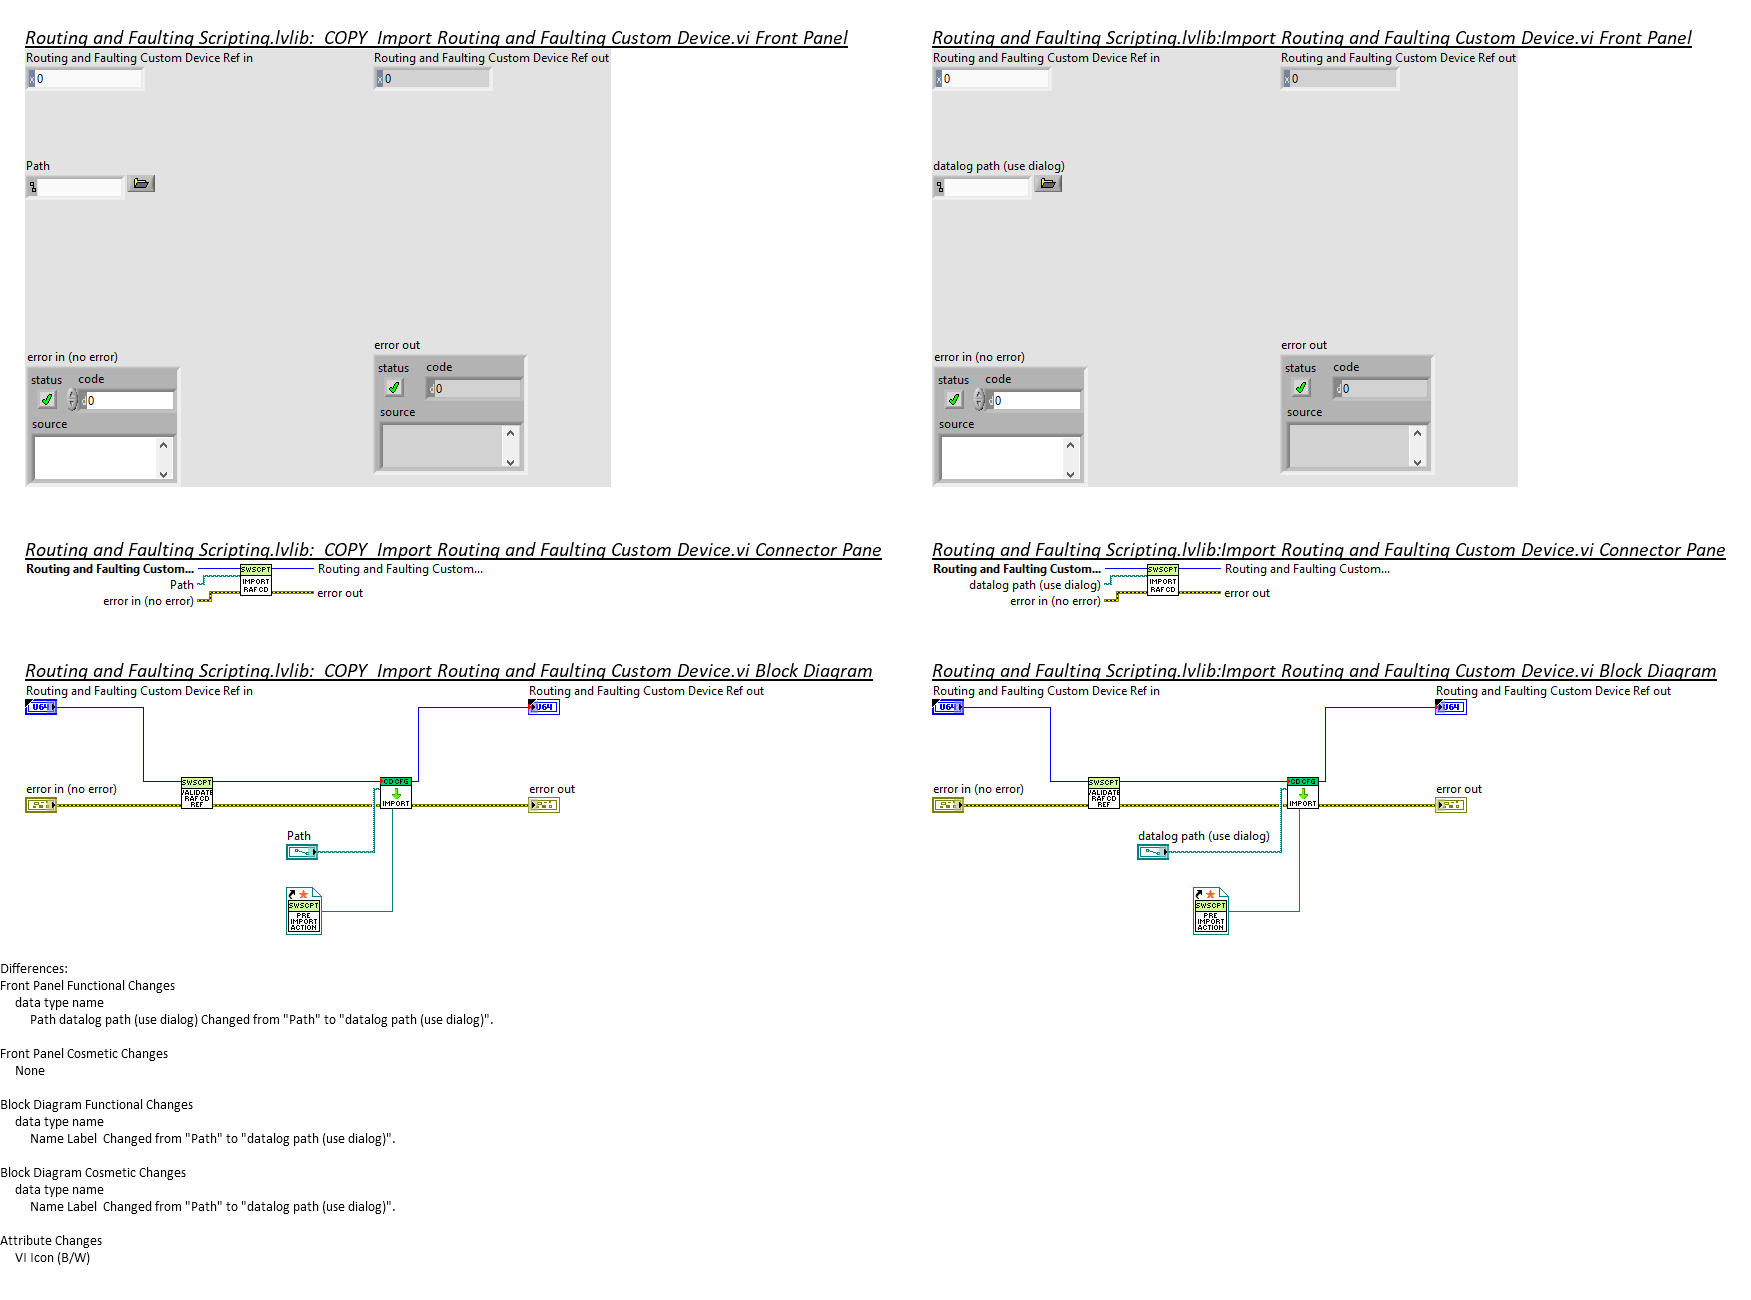 Routing and Faulting Scripting.lvlib:  COPY  Import Routing and Faulting Custom Device.vi Front Panel
Routing and Faulting Custom Device Ref in
Routing and Faulting Custom Device Ref out
x 0
x 0
Path
error in (no error)
status
code
d 0
source
error out
status
code
d 0
source
Routing and Faulting Scripting.lvlib:Import Routing and Faulting Custom Device.vi Front Panel
Routing and Faulting Custom Device Ref in
Routing and Faulting Custom Device Ref out
x 0
x 0
datalog path (use dialog)
error in (no error)
status
code
d 0
source
error out
status
code
d 0
source
Routing and Faulting Scripting.lvlib:  COPY  Import Routing and Faulting Custom Device.vi Connector Pane
Routing and Faulting Custom...
Path
error in (no error)
SWSCPT
IMPORT
RAF CD
Routing and Faulting Custom...
error out
Routing and Faulting Scripting.lvlib:Import Routing and Faulting Custom Device.vi Connector Pane
Routing and Faulting Custom...
datalog path (use dialog)
error in (no error)
SWSCPT
IMPORT
RAF CD
Routing and Faulting Custom...
error out
Routing and Faulting Scripting.lvlib:  COPY  Import Routing and Faulting Custom Device.vi Block Diagram
Routing and Faulting Custom Device Ref in
U64
Routing and Faulting Custom Device Ref out
U64
error in (no error)
SWSCPT
VALIDATE
RAF CD
REF
CD CFG
IMPORT
error out
Path
SWSCPT
PRE
IMPORT
ACTION
Routing and Faulting Scripting.lvlib:Import Routing and Faulting Custom Device.vi Block Diagram
Routing and Faulting Custom Device Ref in
U64
Routing and Faulting Custom Device Ref out
U64
error in (no error)
SWSCPT
VALIDATE
RAF CD
REF
CD CFG
IMPORT
error out
datalog path (use dialog)
SWSCPT
PRE
IMPORT
ACTION
Differences:
Front Panel Functional Changes
data type name
Path datalog path (use dialog) Changed from "Path" to "datalog path (use dialog)".
Front Panel Cosmetic Changes
None
Block Diagram Functional Changes
data type name
Name Label  Changed from "Path" to "datalog path (use dialog)".
Block Diagram Cosmetic Changes
data type name
Name Label  Changed from "Path" to "datalog path (use dialog)".
Attribute Changes
VI Icon (B/W)